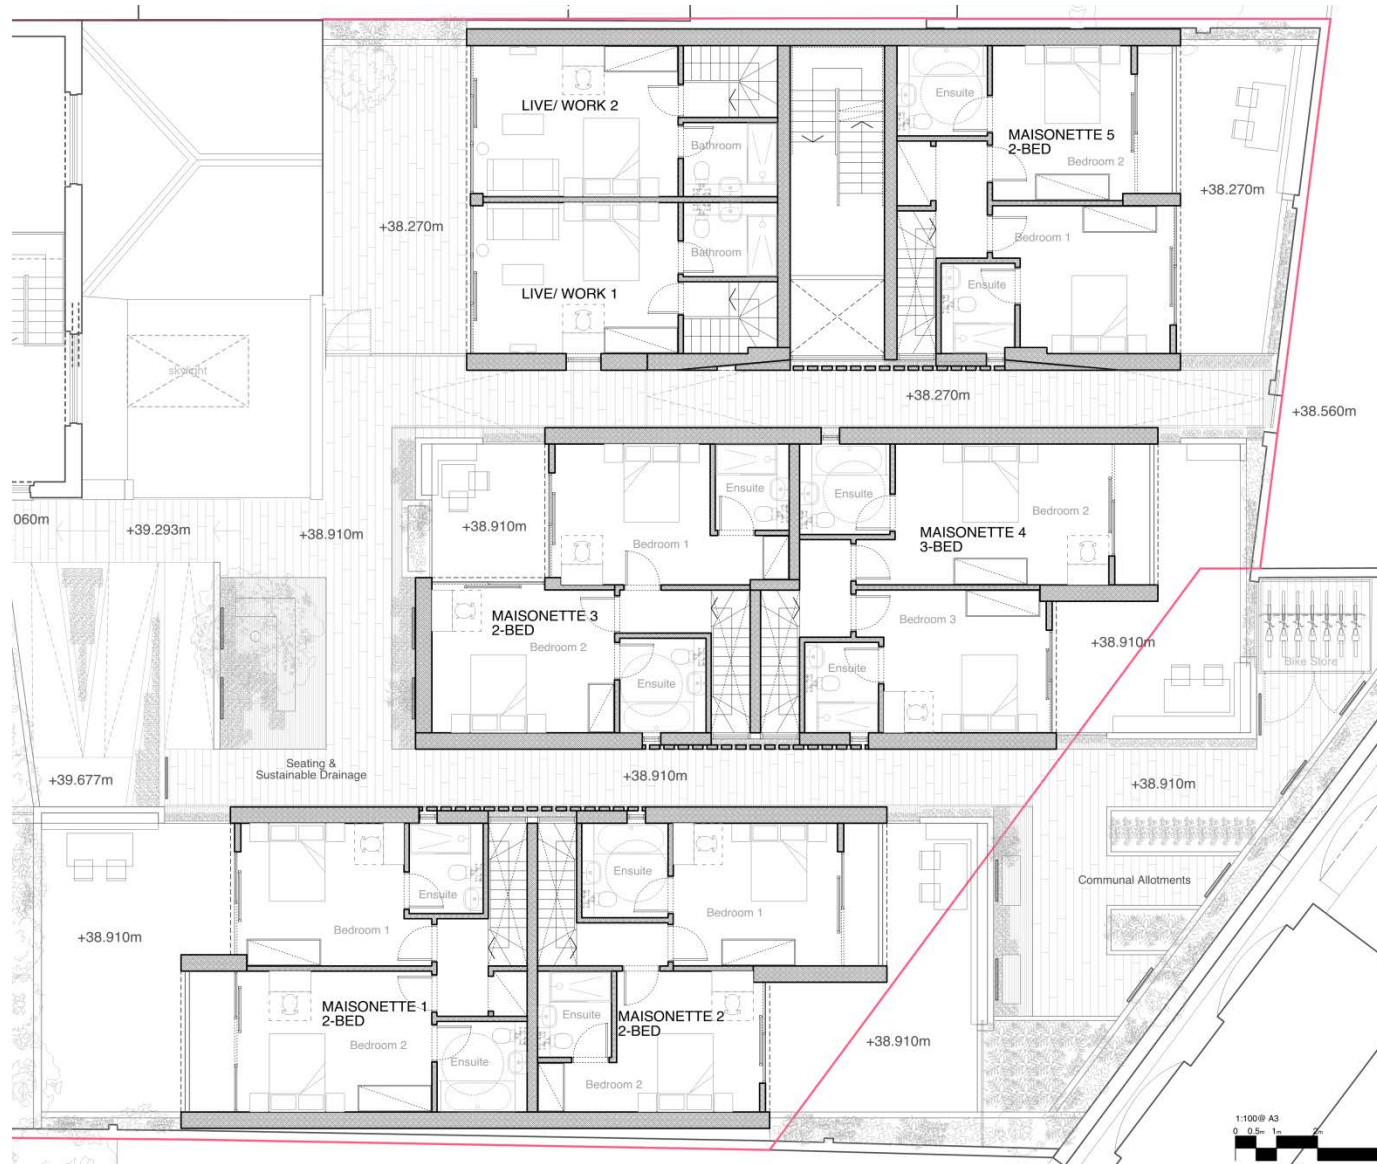 LIVE/ WORK 2
Bathroom
Ensuite
MAISONETTE 5
2-BED
Bedroom 2
+38.270m
+38.270m
Bathroom
Bedroom 1
LIVE/ WORK 1
Ensuite
skylight
+38.270m
+38.560m
Ensuite
Ensuite
Bedroom 2
060m
+39.293m
+38.910m
+38.910m
Bedroom 1
MAISONETTE 4
3-BED
MAISONETTE 3
2-BED
Bedroom 2
Bedroom 3
+38.910m
Bike Store
Ensuite
Ensuite
Seating &
Sustainable Drainage
+39.677m
+38.910m
+38.910m
Ensuite
Ensuite
Communal Allotments
Bedroom 1
Bedroom 1
+38.910m
MAISONETTE 1
2-BED
Ensuite
MAISONETTE 2
2-BED
Bedroom 2
Ensuite
Bedroom 2
+38.910m
1:100@ A3
0 0.5m 1m 2m